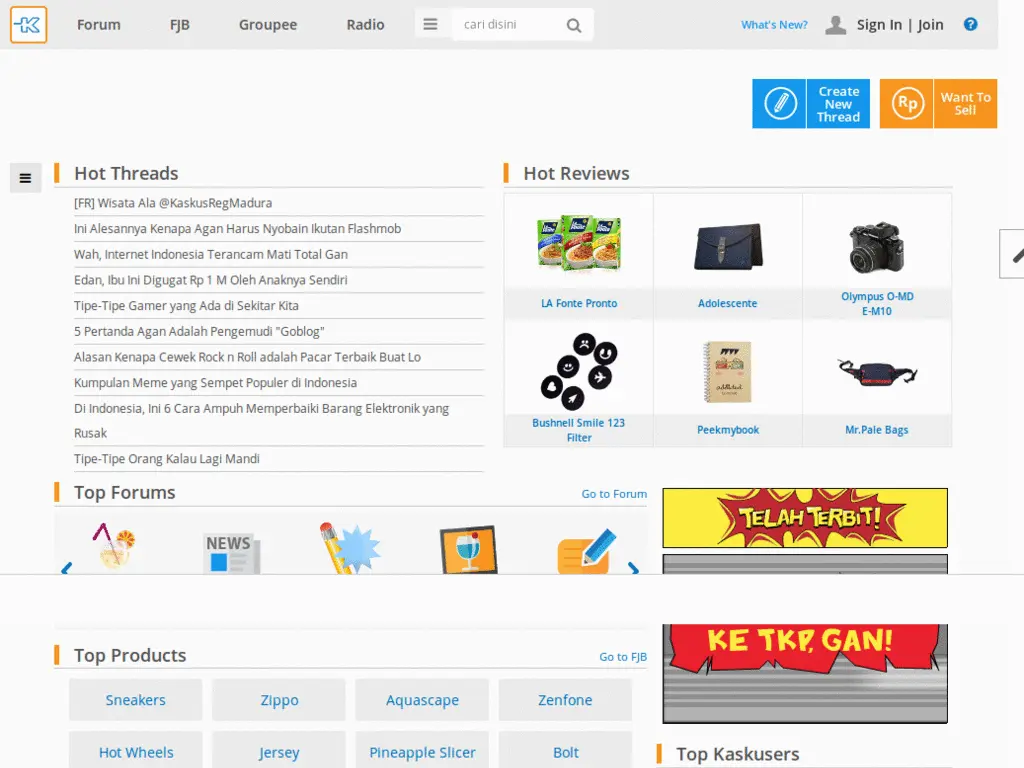 Forum FJB Groupee Radio cari disini What's New? Sign In | Join ?
Create
New
Thread
Rp
Want To
Sell
Hot Threads
[FR] Wisata Ala @KaskusRegMadura
Ini Alesannya Kenapa Agan Harus Nyobain Ikutan Flashmob
Wah, Internet Indonesia Terancam Mati Total Gan
Edan, Ibu Ini Digugat Rp 1 M Oleh Anaknya Sendiri
Tipe-Tipe Gamer yang Ada di Sekitar Kita
5 Pertanda Agan Adalah Pengemudi "Goblog"
Alasan Kenapa Cewek Rock n Roll adalah Pacar Terbaik Buat Lo
Kumpulan Meme yang Sempet Populer di Indonesia
Di Indonesia, Ini 6 Cara Ampuh Memperbaiki Barang Elektronik yang
Rusak
Tipe-Tipe Orang Kalau Lagi Mandi
Hot Reviews
LA Fonte Pronto
Adolescente
Olympus O-MD
E-M10
Bushnell Smile 123
Filter
Peekmybook
Mr.Pale Bags
Top Forums
Go to Forum
NEWS
TELAH TERBIT!
KE TKP, GAN!
Top Products
Go to FJB
Sneakers Zippo Aquascape Zenfone
Hot Wheels Jersey Pineapple Slicer Bolt
Top Kaskusers